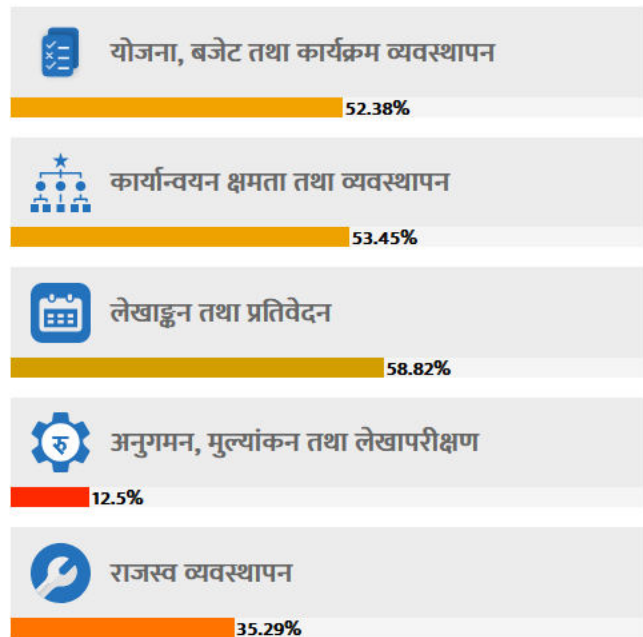 योजना, बजेट तथा कार्यक्रम व्यवस्थापन
52.38%
कार्यान्वयन क्षमता तथा व्यवस्थापन
53.45%
लेखाङ्कन तथा प्रतिवेदन
58.82%
रु
अनुगमन, मुल्यांकन तथा लेखापरीक्षण
12.5%
राजस्व व्यवस्थापन
35.29%